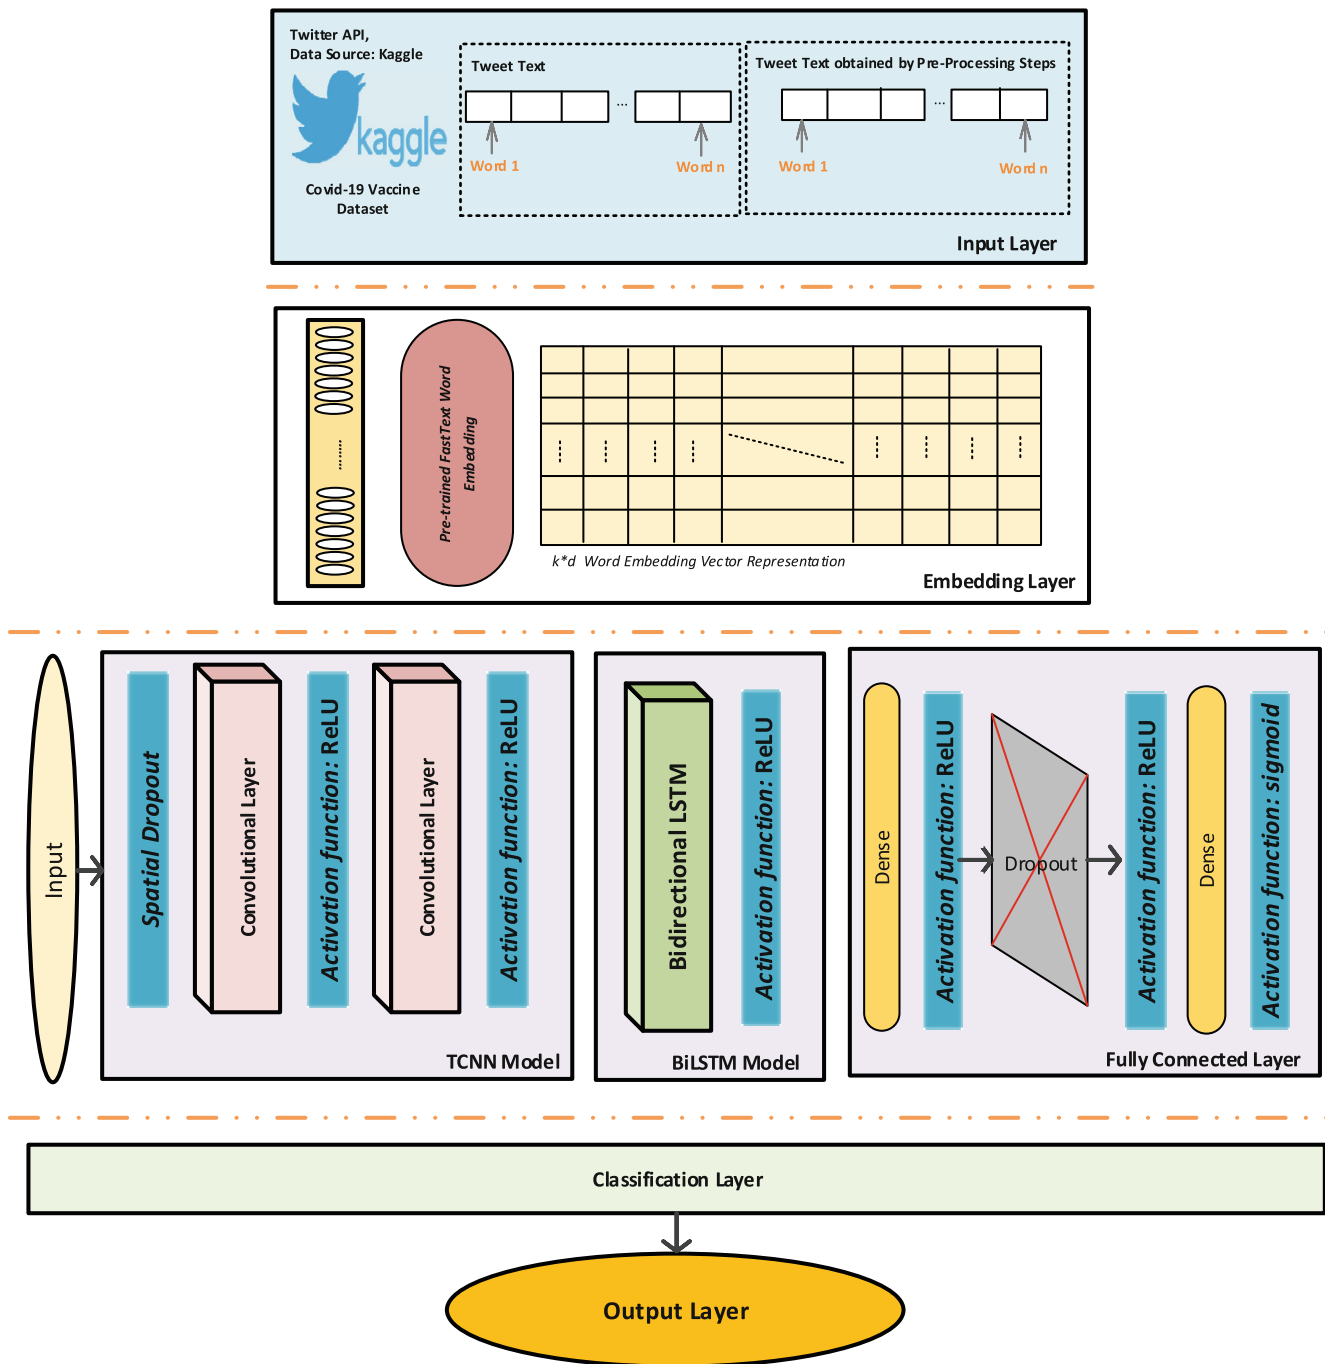 Twitter API,
Data Source: Kaggle
kaggle
Covid-19 Vaccine
Dataset
Tweet Text
...
Word 1
Word n
Tweet Text obtained by Pre-Processing Steps
...
Word 1
Word n
Input Layer
Pre-trained FastText Word
Embedding
k*d Word Embedding Vector Representation
Embedding Layer
Input
Spatial Dropout
Convolutional Layer
Activation function: ReLU
Convolutional Layer
Activation function: ReLU
TCNN Model
Bidirectional LSTM
Activation function: ReLU
BiLSTM Model
Dense
Activation function: ReLU
Dropout
Activation function: ReLU
Dense
Activation function: sigmoid
Fully Connected Layer
Classification Layer
Output Layer